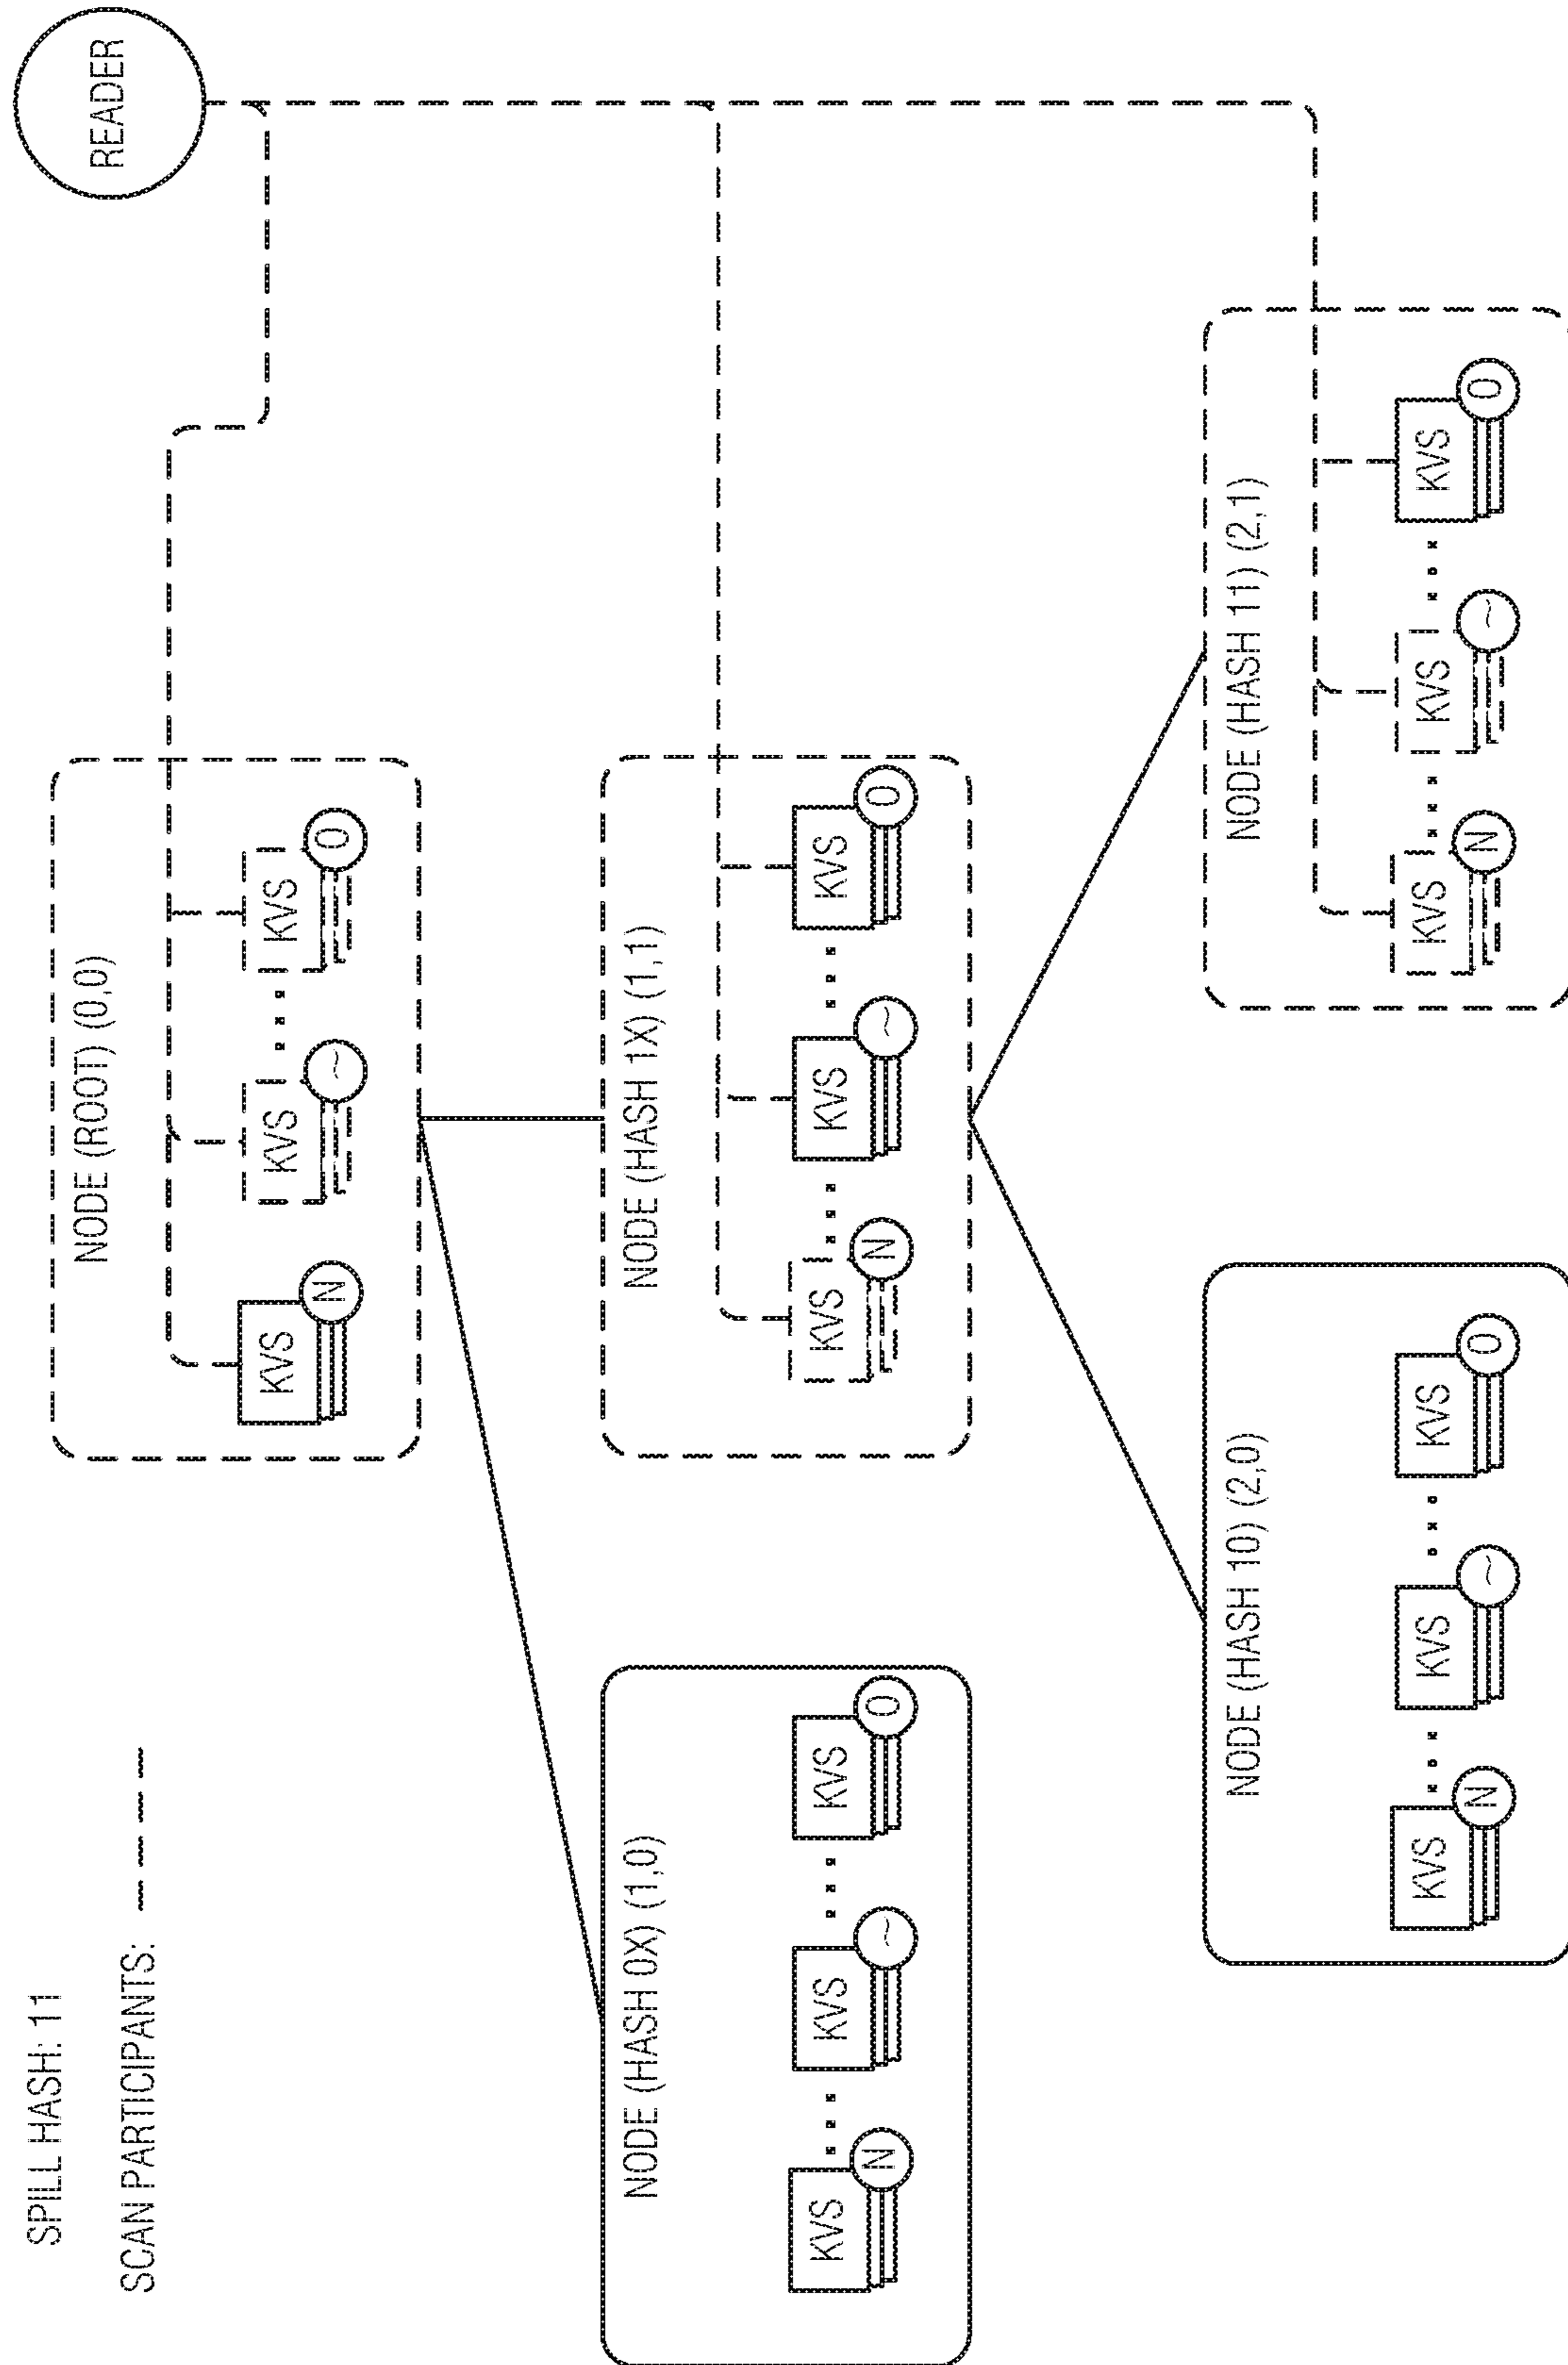 SPILL HASH: 11
SCAN PARTICIPANTS:
READER
NODE (ROOT) (0,0)
KVS N
KVS ~
KVS 0
NODE (HASH 0X) (1,0)
KVS N
KVS ~
KVS 0
NODE (HASH 1X) (1,1)
KVS N
KVS ~
KVS 0
NODE (HASH 10) (2,0)
KVS N
KVS ~
KVS 0
NODE (HASH 11) (2,1)
KVS N
KVS ~
KVS 0